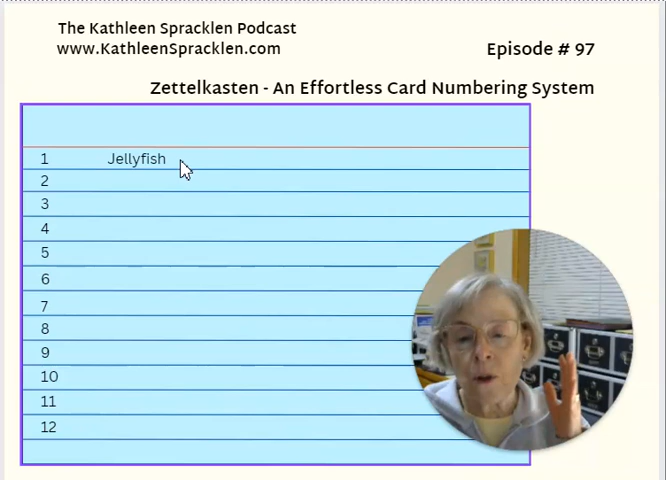 The Kathleen Spracklen Podcast
www.KathleenSpracklen.com
Episode # 97
Zettelkasten - An Effortless Card Numbering System
1 Jellyfish
2
3
4
5
6
7
8
9
10
11
12